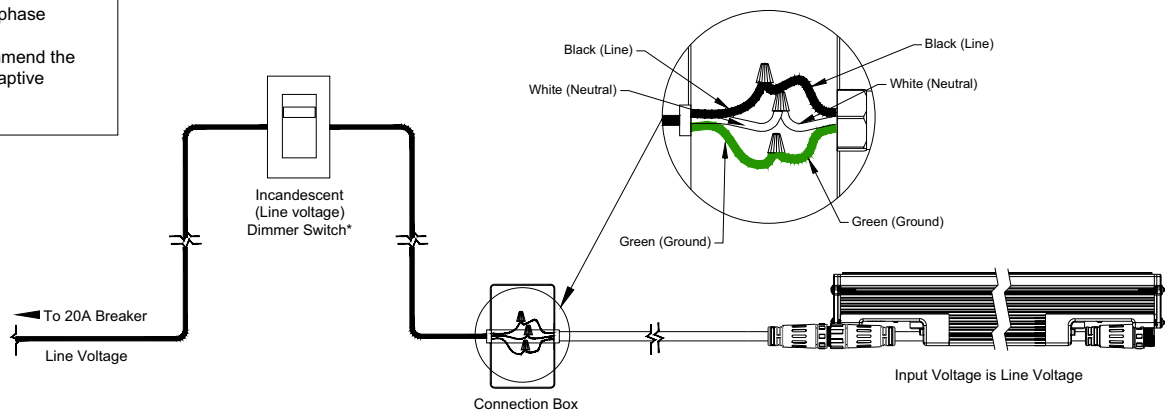 phase
mend the
aptive
Black (Line)
Black (Line)
White (Neutral)
White (Neutral)
Incandescent
(Line voltage)
Dimmer Switch*
Green (Ground)
Green (Ground)
To 20A Breaker
Line Voltage
Input Voltage is Line Voltage
Connection Box